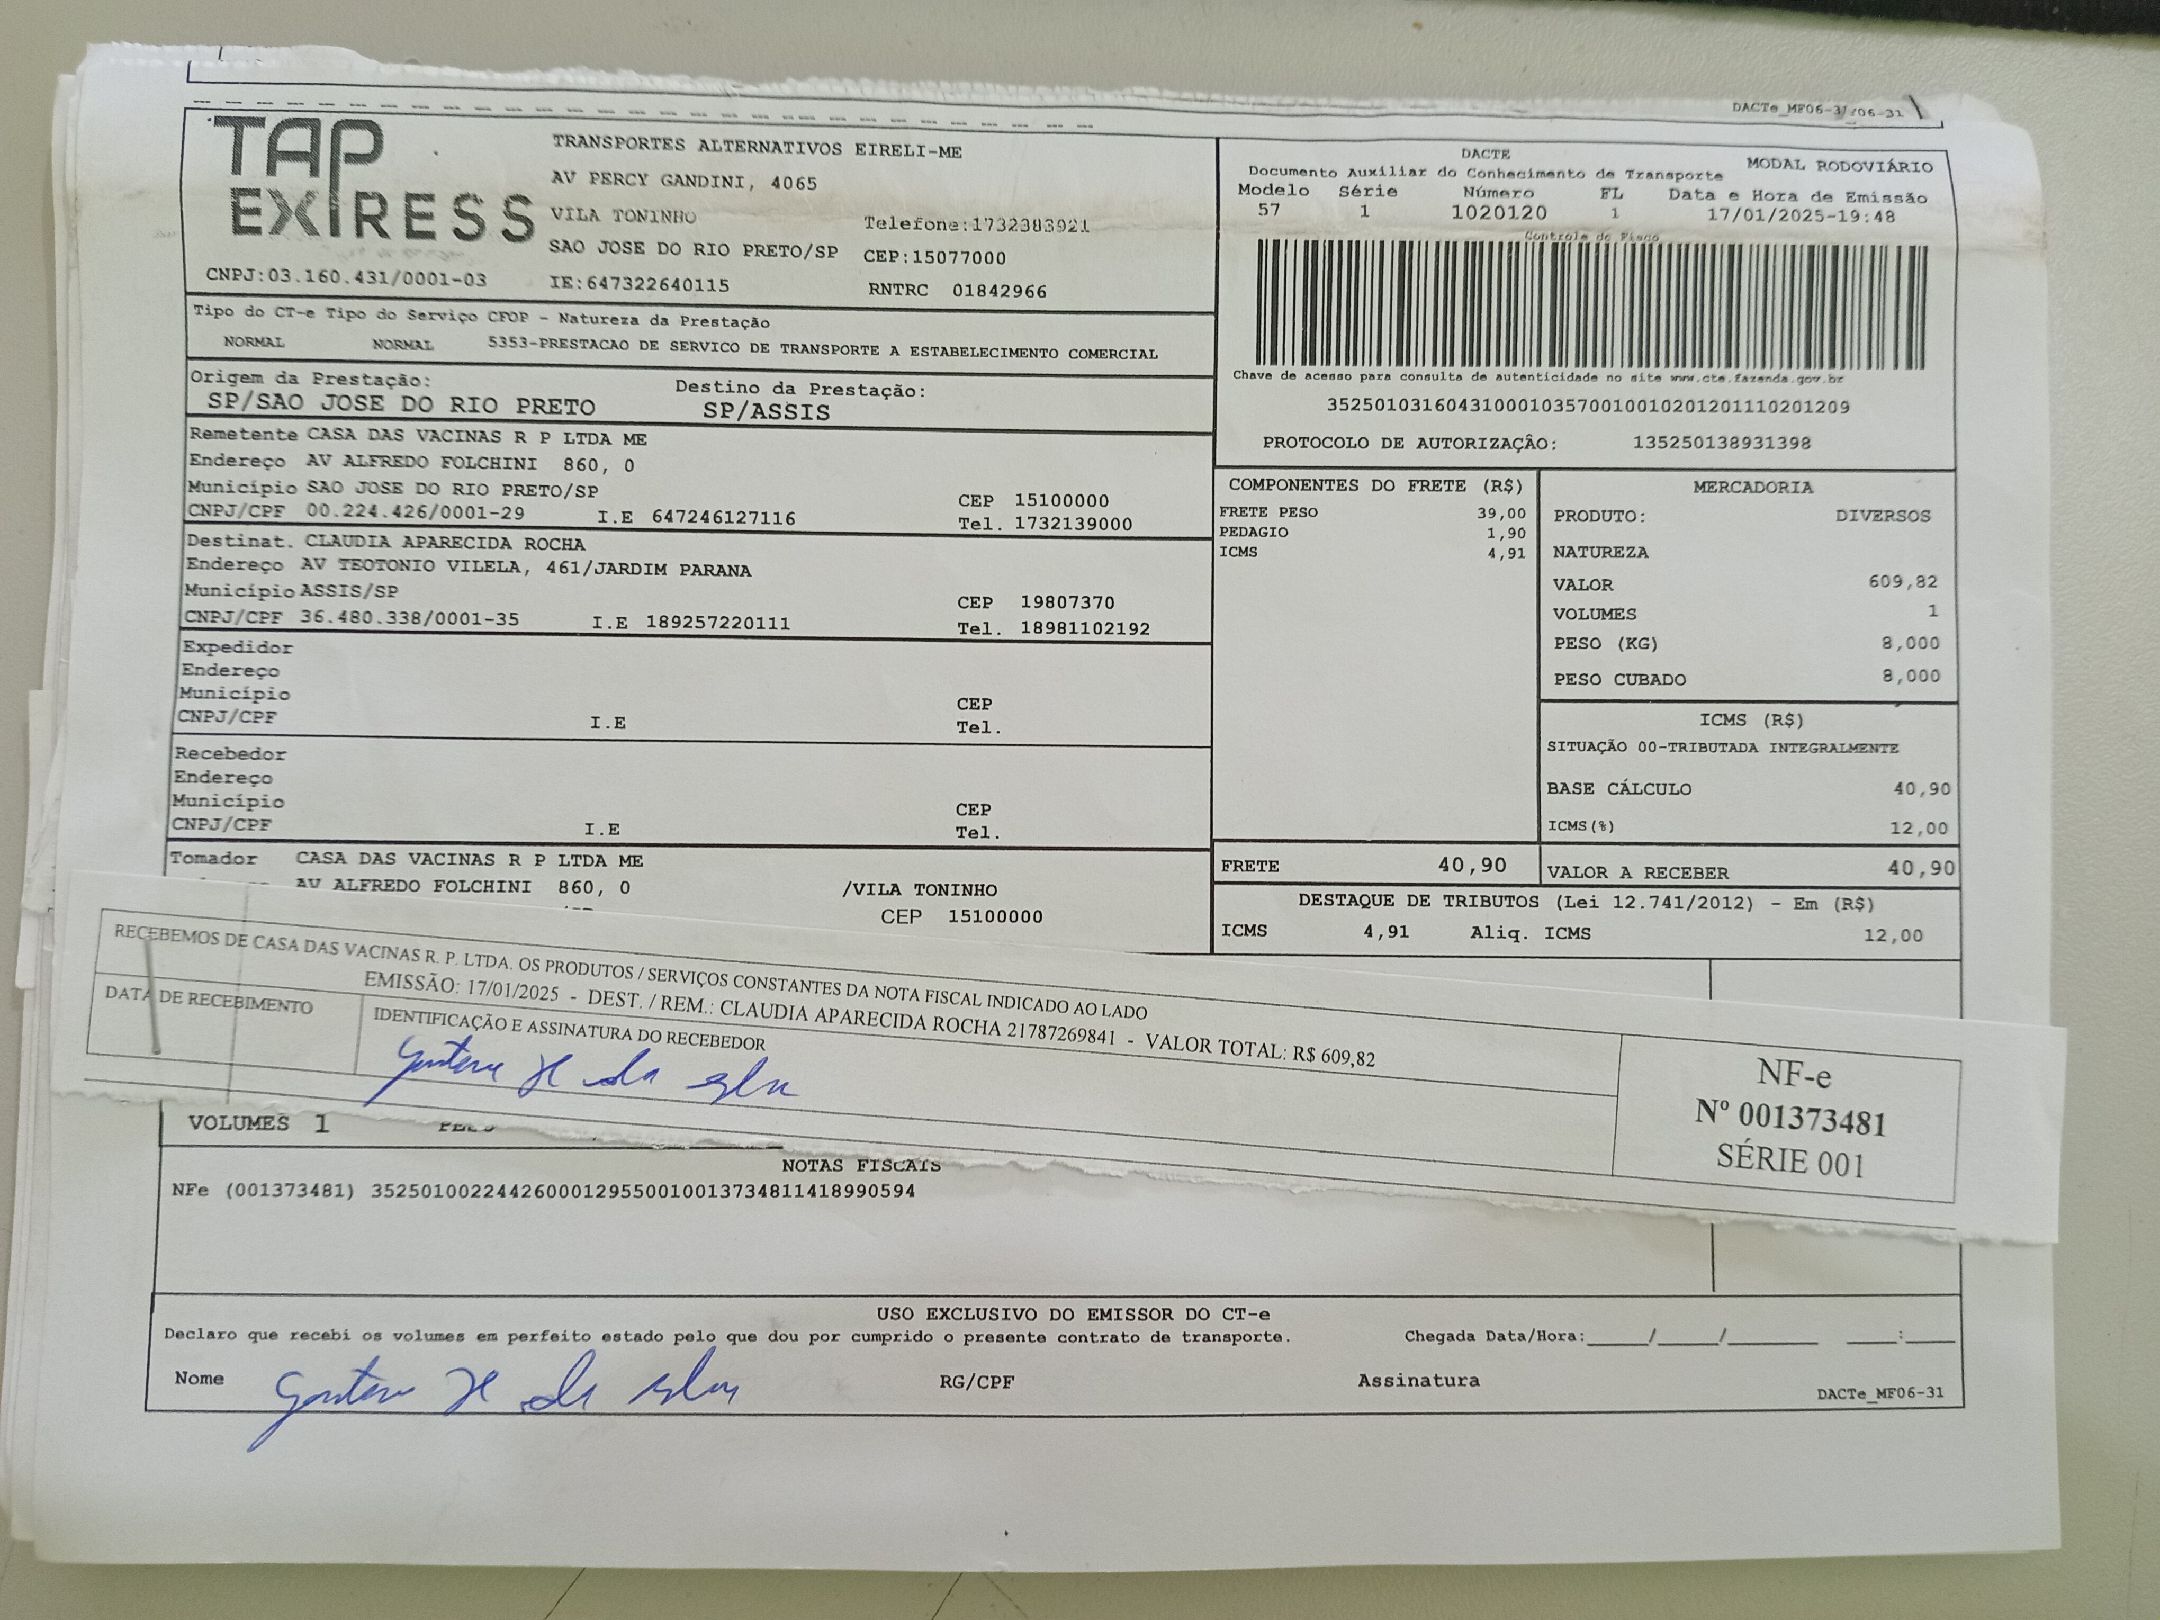 DACTe_MF06-31/06-31
TAP EXPRESS
TRANSPORTES ALTERNATIVOS EIRELI-ME
AV PERCY GANDINI, 4065
VILA TONINHO
Telefone:1732383921
SAO JOSE DO RIO PRETO/SP CEP:15077000
CNPJ:03.160.431/0001-03 IE:647322640115 RNTRC 01842966
DACTE MODAL RODOVIÁRIO
Documento Auxiliar do Conhecimento de Transporte
Modelo Série Número FL Data e Hora de Emissão
57 1 1020120 1 17/01/2025-19:48
Controle do Fisco
Chave de acesso para consulta de autenticidade no site www.cte.fazenda.gov.br
35250103160431000103570010010201201110201209
PROTOCOLO DE AUTORIZAÇÃO: 135250138931398
Tipo do CT-e Tipo do Serviço CFOP - Natureza da Prestação
NORMAL NORMAL 5353-PRESTACAO DE SERVICO DE TRANSPORTE A ESTABELECIMENTO COMERCIAL
Origem da Prestação: Destino da Prestação:
SP/SAO JOSE DO RIO PRETO SP/ASSIS
Remetente CASA DAS VACINAS R P LTDA ME
Endereço AV ALFREDO FOLCHINI 860, 0
Município SAO JOSE DO RIO PRETO/SP CEP 15100000
CNPJ/CPF 00.224.426/0001-29 I.E 647246127116 Tel. 1732139000
Destinat. CLAUDIA APARECIDA ROCHA
Endereço AV TEOTONIO VILELA, 461/JARDIM PARANA
Município ASSIS/SP CEP 19807370
CNPJ/CPF 36.480.338/0001-35 I.E 189257220111 Tel. 18981102192
Expedidor
Endereço
Município CEP
CNPJ/CPF I.E Tel.
Recebedor
Endereço
Município CEP
CNPJ/CPF I.E Tel.
Tomador CASA DAS VACINAS R P LTDA ME
AV ALFREDO FOLCHINI 860, 0 /VILA TONINHO
CEP 15100000
COMPONENTES DO FRETE (R$)
FRETE PESO 39,00
PEDAGIO 1,90
ICMS 4,91
MERCADORIA
PRODUTO: DIVERSOS
NATUREZA
VALOR 609,82
VOLUMES 1
PESO (KG) 8,000
PESO CUBADO 8,000
ICMS (R$)
SITUAÇÃO 00-TRIBUTADA INTEGRALMENTE
BASE CÁLCULO 40,90
ICMS(%) 12,00
FRETE 40,90 VALOR A RECEBER 40,90
DESTAQUE DE TRIBUTOS (Lei 12.741/2012) - Em (R$)
ICMS 4,91 Aliq. ICMS 12,00
RECEBEMOS DE CASA DAS VACINAS R. P. LTDA. OS PRODUTOS / SERVIÇOS CONSTANTES DA NOTA FISCAL INDICADO AO LADO
EMISSÃO: 17/01/2025 - DEST. / REM.: CLAUDIA APARECIDA ROCHA 21787269841 - VALOR TOTAL: R$ 609,82
DATA DE RECEBIMENTO IDENTIFICAÇÃO E ASSINATURA DO RECEBEDOR
NF-e
Nº 001373481
SÉRIE 001
VOLUMES 1
NOTAS FISCAIS
NFe (001373481) 35250100224426000129550010013734811418990594
USO EXCLUSIVO DO EMISSOR DO CT-e
Declaro que recebi os volumes em perfeito estado pelo que dou por cumprido o presente contrato de transporte. Chegada Data/Hora:____/____/______ ___:___
Nome RG/CPF Assinatura
DACTe_MF06-31